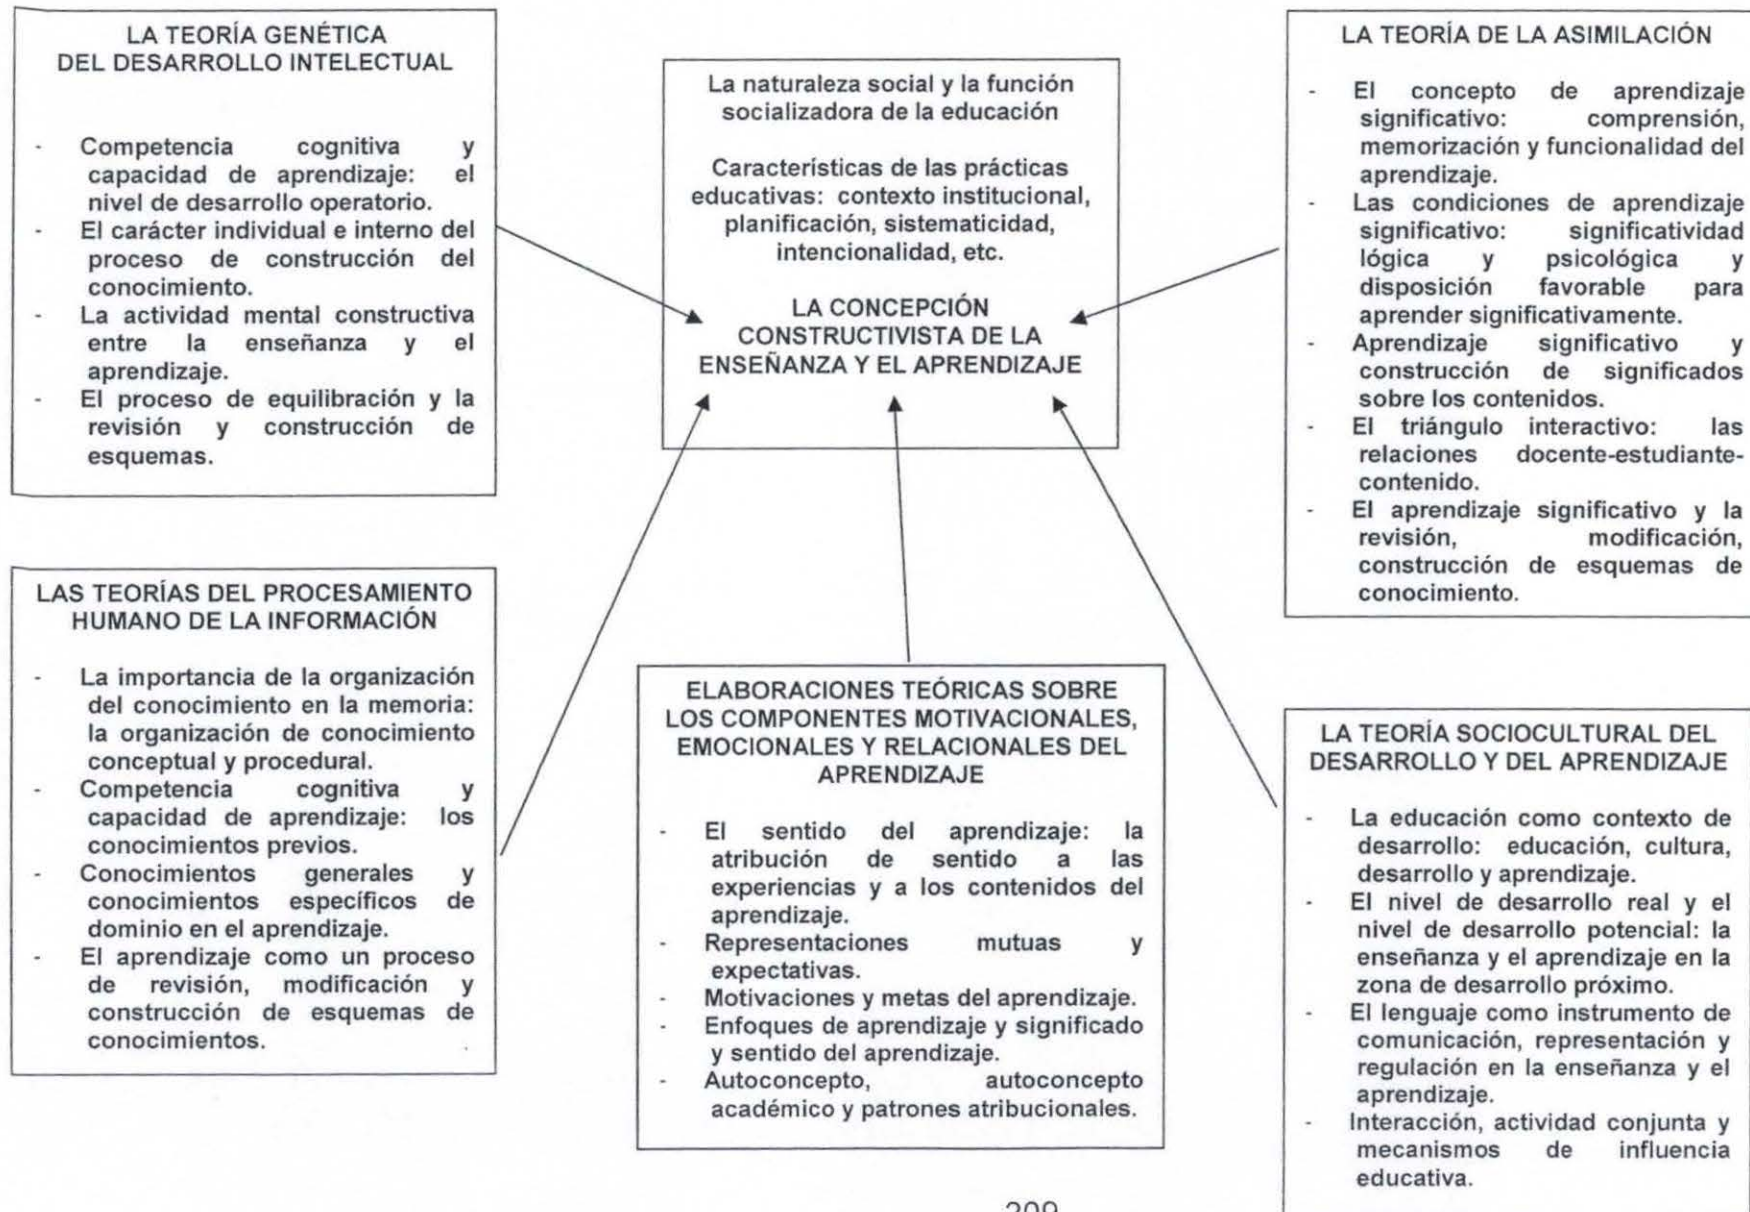 LA TEORÍA GENÉTICA
DEL DESARROLLO INTELECTUAL
- Competencia cognitiva y
capacidad de aprendizaje: el
nivel de desarrollo operatorio.
- El carácter individual e interno del
proceso de construcción del
conocimiento.
- La actividad mental constructiva
entre la enseñanza y el
aprendizaje.
- El proceso de equilibración y la
revisión y construcción de
esquemas.
LAS TEORÍAS DEL PROCESAMIENTO
HUMANO DE LA INFORMACIÓN
- La importancia de la organización
del conocimiento en la memoria:
la organización de conocimiento
conceptual y procedural.
- Competencia cognitiva y
capacidad de aprendizaje: los
conocimientos previos.
- Conocimientos generales y
conocimientos específicos de
dominio en el aprendizaje.
- El aprendizaje como un proceso
de revisión, modificación y
construcción de esquemas de
conocimientos.
La naturaleza social y la función
socializadora de la educación
Características de las prácticas
educativas: contexto institucional,
planificación, sistematicidad,
intencionalidad, etc.
LA CONCEPCIÓN
CONSTRUCTIVISTA DE LA
ENSEÑANZA Y EL APRENDIZAJE
ELABORACIONES TEÓRICAS SOBRE
LOS COMPONENTES MOTIVACIONALES,
EMOCIONALES Y RELACIONALES DEL
APRENDIZAJE
- El sentido del aprendizaje: la
atribución de sentido a las
experiencias y a los contenidos del
aprendizaje.
- Representaciones mutuas y
expectativas.
- Motivaciones y metas del aprendizaje.
- Enfoques de aprendizaje y significado
y sentido del aprendizaje.
- Autoconcepto, autoconcepto
académico y patrones atribucionales.
LA TEORÍA DE LA ASIMILACIÓN
- El concepto de aprendizaje
significativo: comprensión,
memorización y funcionalidad del
aprendizaje.
- Las condiciones de aprendizaje
significativo: significatividad
lógica y psicológica y
disposición favorable para
aprender significativamente.
- Aprendizaje significativo y
construcción de significados
sobre los contenidos.
- El triángulo interactivo: las
relaciones docente-estudiante-
contenido.
- El aprendizaje significativo y la
revisión, modificación,
construcción de esquemas de
conocimiento.
LA TEORÍA SOCIOCULTURAL DEL
DESARROLLO Y DEL APRENDIZAJE
- La educación como contexto de
desarrollo: educación, cultura,
desarrollo y aprendizaje.
- El nivel de desarrollo real y el
nivel de desarrollo potencial: la
enseñanza y el aprendizaje en la
zona de desarrollo próximo.
- El lenguaje como instrumento de
comunicación, representación y
regulación en la enseñanza y el
aprendizaje.
- Interacción, actividad conjunta y
mecanismos de influencia
educativa.